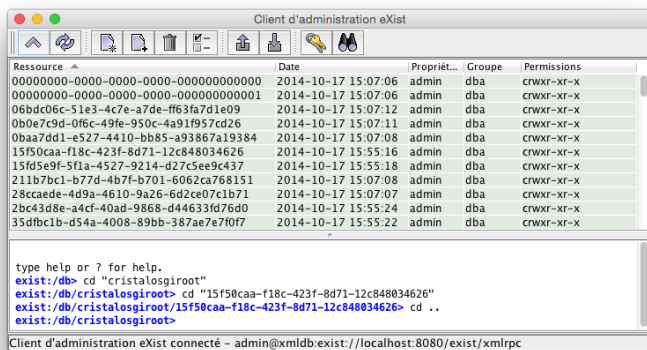 Client d'administration eXist
Ressource Date Propriét... Groupe Permissions
00000000-0000-0000-0000-000000000000 2014-10-17 15:07:06 admin dba crwxr-xr-x
00000000-0000-0000-0000-000000000001 2014-10-17 15:07:06 admin dba crwxr-xr-x
06bdc06c-51e3-4c7e-a7de-ff63fa7d1e09 2014-10-17 15:07:12 admin dba crwxr-xr-x
0b0e7c9d-0f6c-49fe-950c-4a91f957cd26 2014-10-17 15:07:11 admin dba crwxr-xr-x
0baa7dd1-e527-4410-bb85-a93867a19384 2014-10-17 15:07:08 admin dba crwxr-xr-x
15f50caa-f18c-423f-8d71-12c848034626 2014-10-17 15:55:16 admin dba crwxr-xr-x
15fd5e9f-5f1a-4527-9214-d27c5ee9c437 2014-10-17 15:55:18 admin dba crwxr-xr-x
211b7bc1-b77d-4b7f-b701-6062ca768151 2014-10-17 15:07:08 admin dba crwxr-xr-x
28ccaede-4d9a-4610-9a26-6d2ce07c1b71 2014-10-17 15:07:07 admin dba crwxr-xr-x
2bc43d8e-a4cf-40ad-9868-d44633fd76d0 2014-10-17 15:55:24 admin dba crwxr-xr-x
35dfbc1b-d54a-4008-89bb-387ae7e7f0f7 2014-10-17 15:55:22 admin dba crwxr-xr-x
type help or ? for help.
exist:/db> cd "cristalosgiroot"
exist:/db/cristalosgiroot> cd "15f50caa-f18c-423f-8d71-12c848034626"
exist:/db/cristalosgiroot/15f50caa-f18c-423f-8d71-12c848034626> cd ..
exist:/db/cristalosgiroot>
Client d'administration eXist connecté - admin@xmldb:exist://localhost:8080/exist/xmlrpc